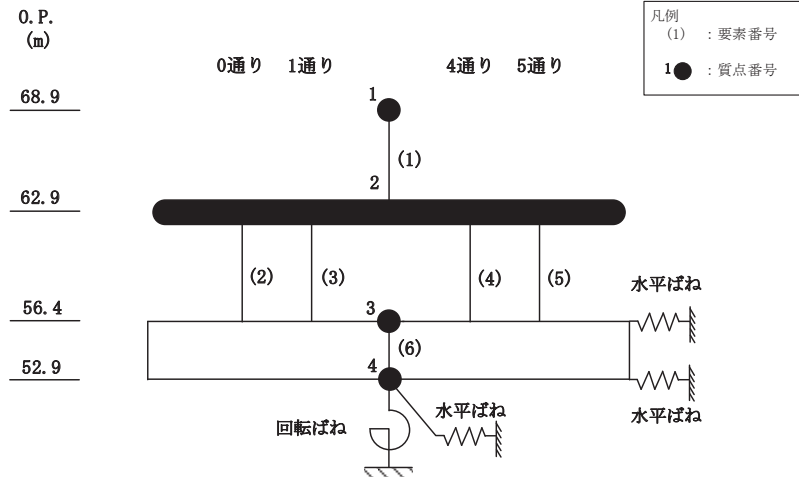 O.P.
(m)
凡例
(1) : 要素番号
1 : 質点番号
0通り 1通り 4通り 5通り
68.9
1
(1)
2
62.9
(2) (3) (4) (5)
水平ばね
56.4
3
(6)
52.9
4
水平ばね
水平ばね
回転ばね